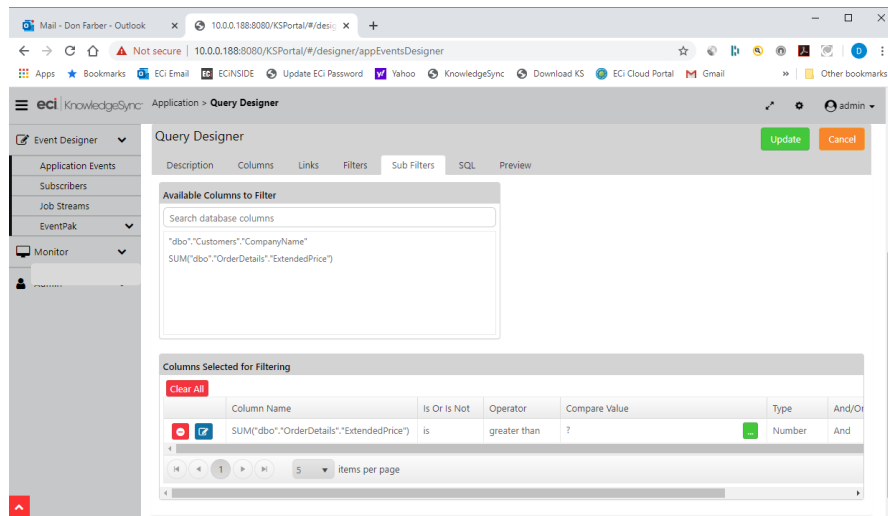 Mail - Don Farber - Outlook
10.0.0.188:8080/KSPortal/#/desig
Not secure | 10.0.0.188:8080/KSPortal/#/designer/appEventsDesigner
Apps Bookmarks ECi Email ECiNSIDE Update ECi Password Yahoo KnowledgeSync Download KS ECi Cloud Portal Gmail » Other bookmarks
eci KnowledgeSync Application > Query Designer admin
Event Designer
Application Events
Subscribers
Job Streams
EventPak
Monitor
Query Designer
Update Cancel
Description Columns Links Filters Sub Filters SQL Preview
Available Columns to Filter
Search database columns
"dbo"."Customers"."CompanyName"
SUM("dbo"."OrderDetails"."ExtendedPrice")
Columns Selected for Filtering
Clear All
Column Name Is Or Is Not Operator Compare Value Type And/Or
SUM("dbo"."OrderDetails"."ExtendedPrice") is greater than ? ... Number And
1 5 items per page